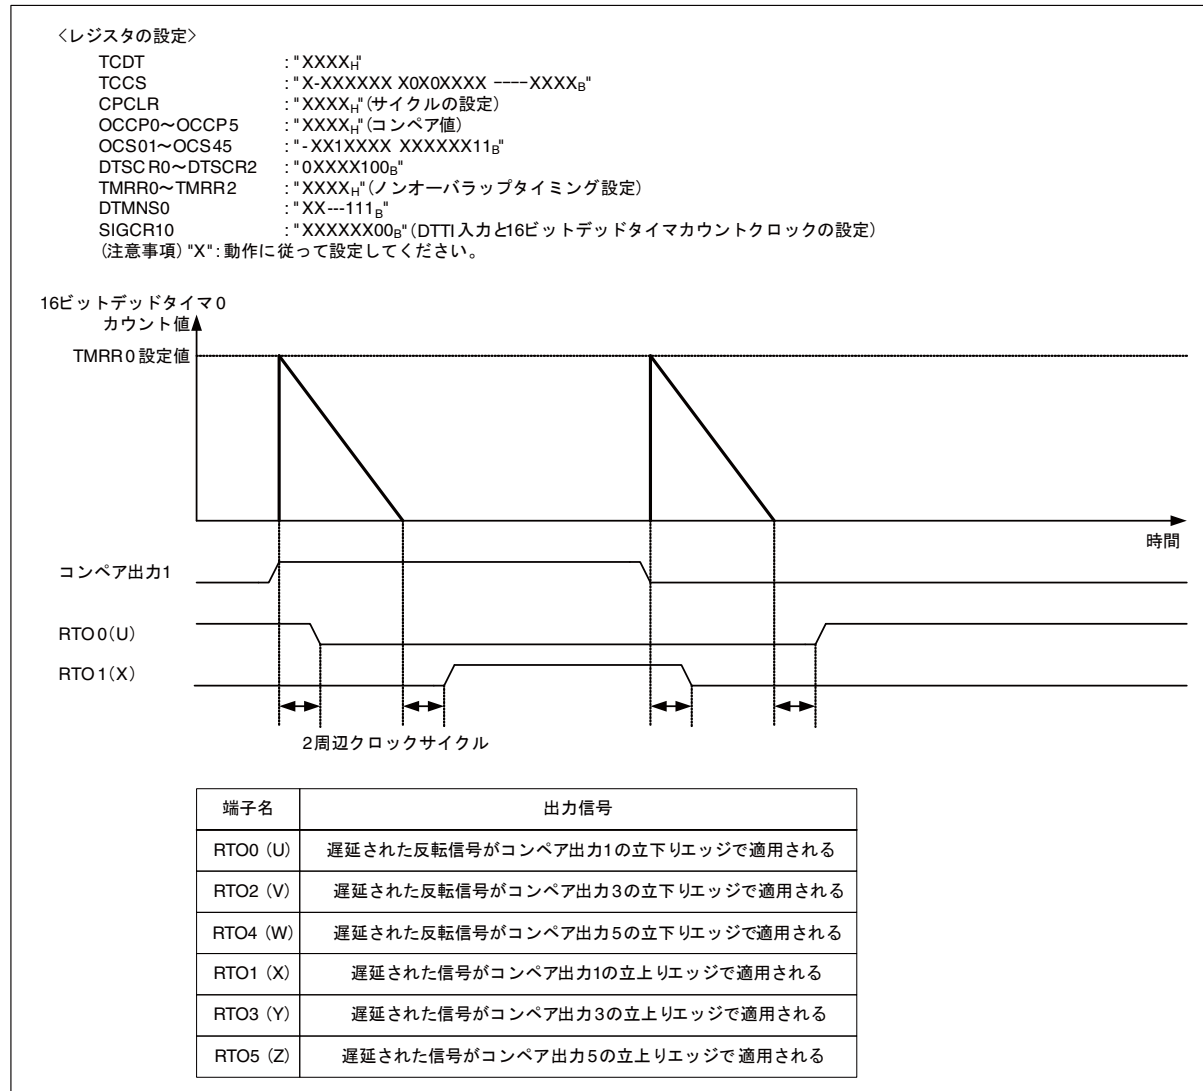 〈レジスタの設定〉
TCDT : "XXXXH"
TCCS : "X-XXXXXX X0X0XXXX ----XXXXB"
CPCLR : "XXXXH"(サイクルの設定)
OCCP0～OCCP5 : "XXXXH"(コンペア値)
OCS01～OCS45 : "-XX1XXXX XXXXXX11B"
DTSCR0～DTSCR2 : "0XXXX100B"
TMRR0～TMRR2 : "XXXXH"(ノンオーバラップタイミング設定)
DTMNS0 : "XX---111B"
SIGCR10 : "XXXXXX00B"(DTTI入力と16ビットデッドタイマカウントクロックの設定)
(注意事項)"X":動作に従って設定してください。
16ビットデッドタイマ0
カウント値
TMRR0設定値
時間
コンペア出力1
RTO0(U)
RTO1(X)
2周辺クロックサイクル
端子名 出力信号
RTO0 (U) 遅延された反転信号がコンペア出力1の立下りエッジで適用される
RTO2 (V) 遅延された反転信号がコンペア出力3の立下りエッジで適用される
RTO4 (W) 遅延された反転信号がコンペア出力5の立下りエッジで適用される
RTO1 (X) 遅延された信号がコンペア出力1の立上りエッジで適用される
RTO3 (Y) 遅延された信号がコンペア出力3の立上りエッジで適用される
RTO5 (Z) 遅延された信号がコンペア出力5の立上りエッジで適用される